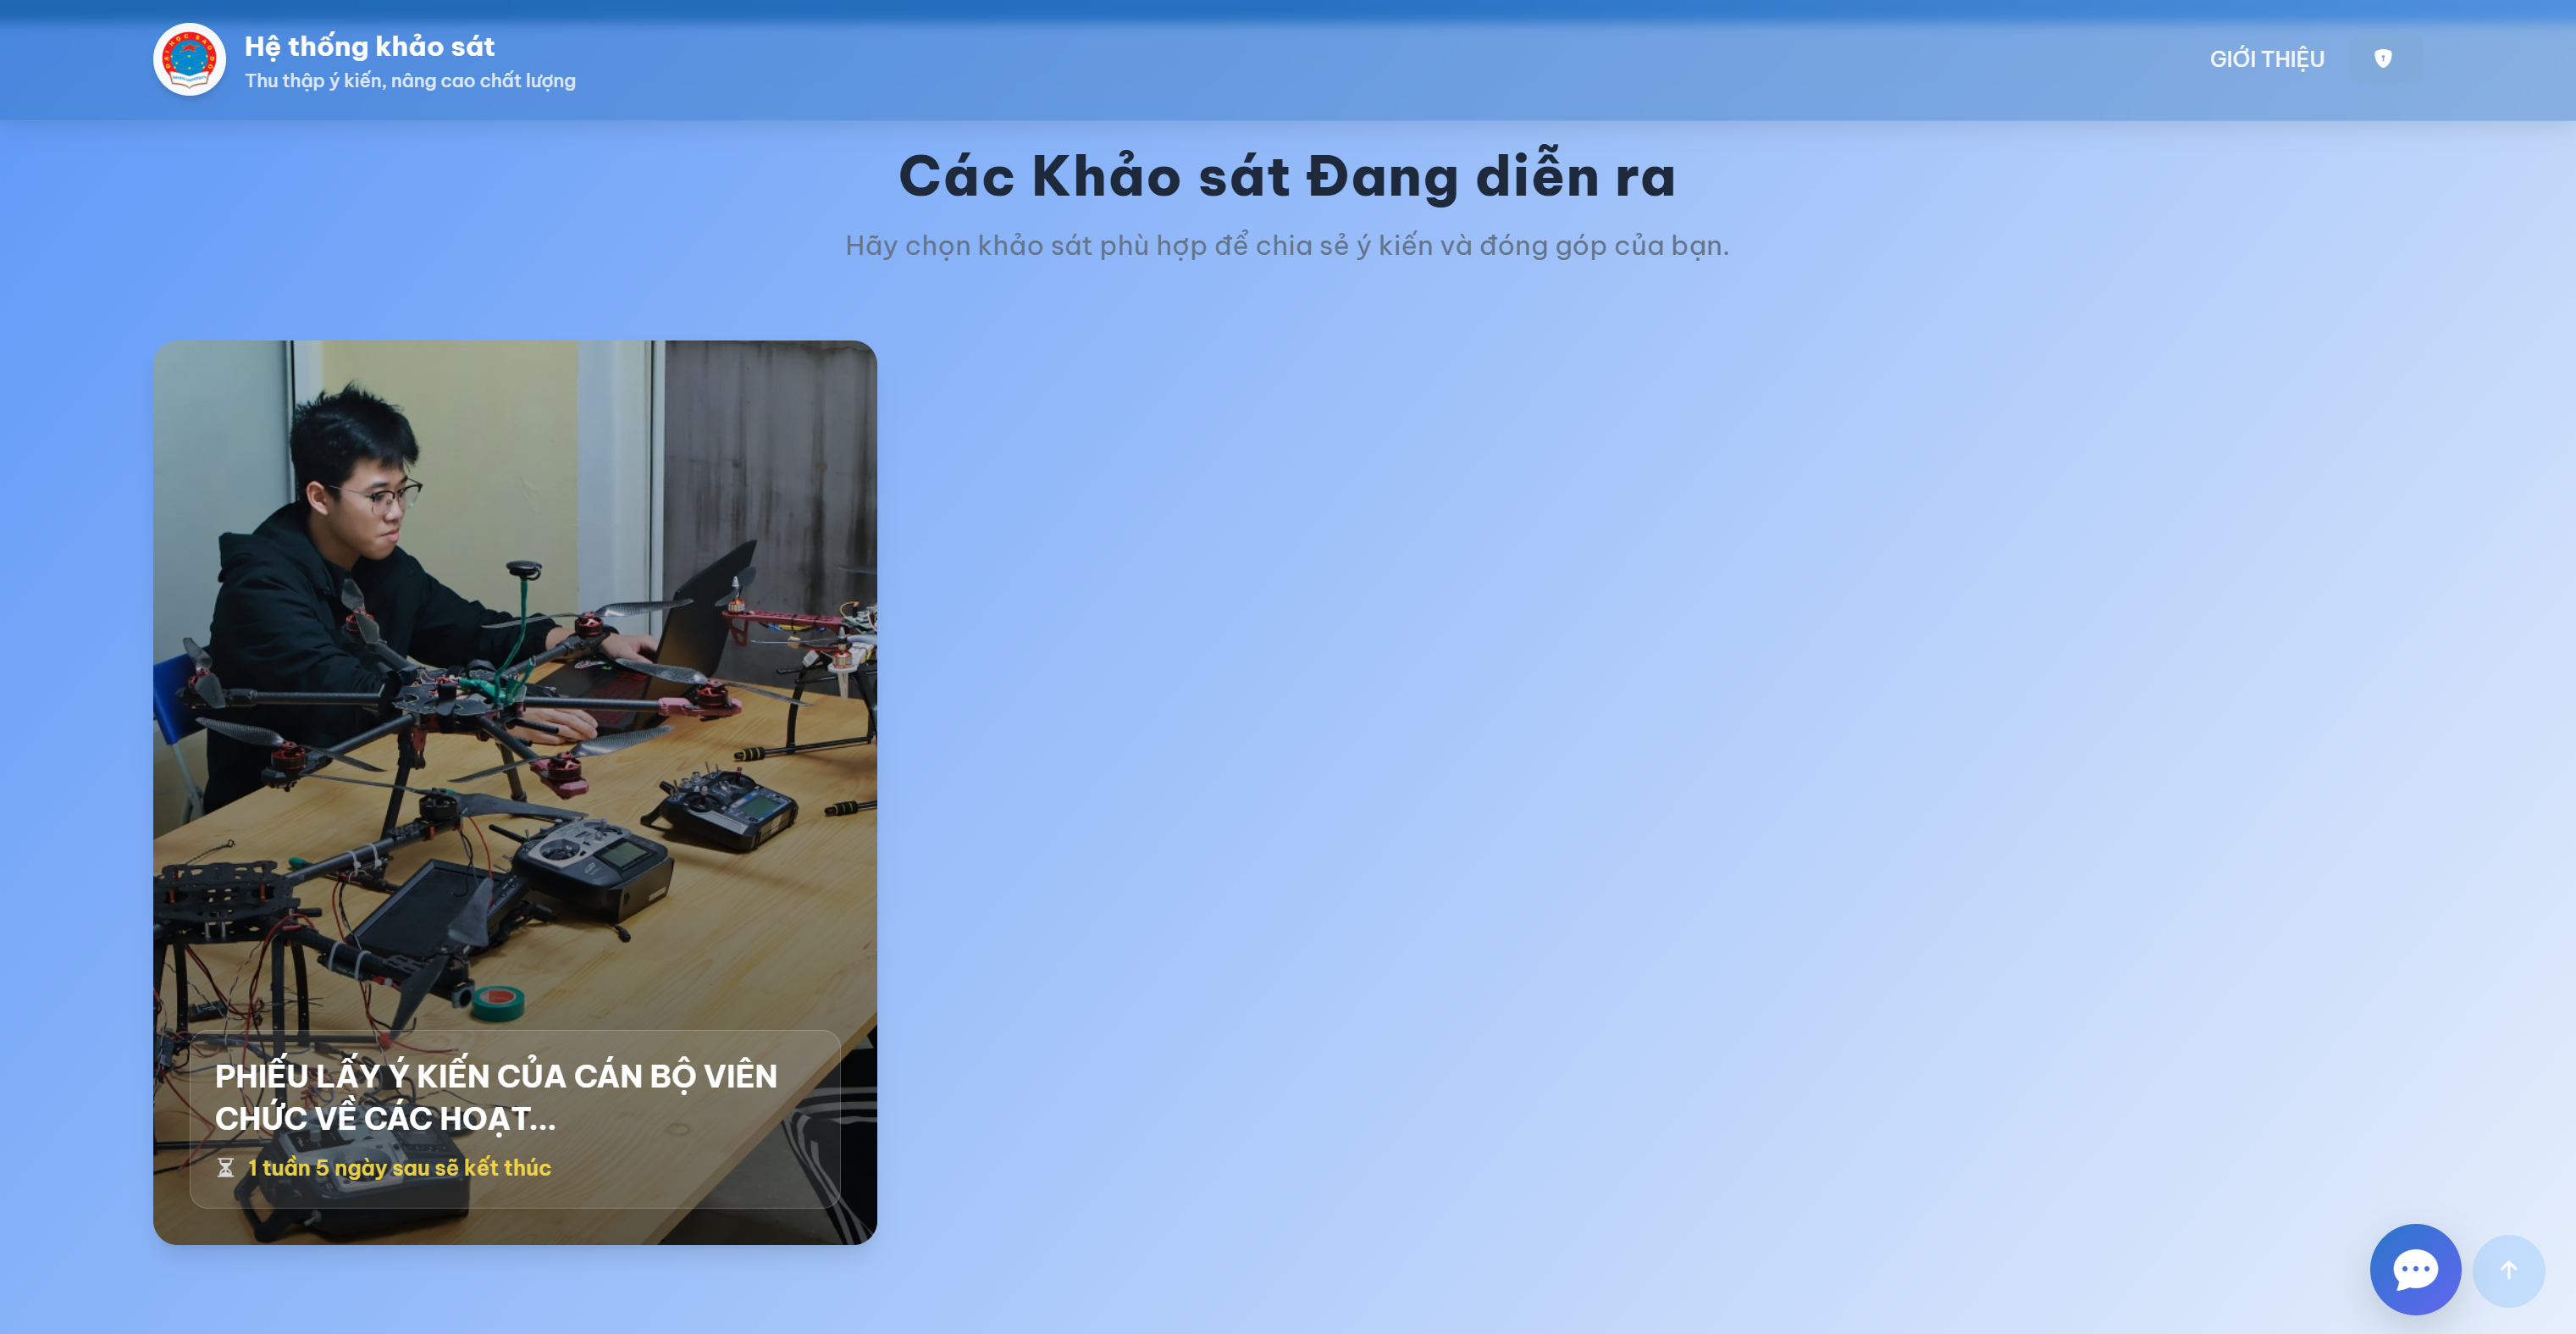 Hệ thống khảo sát
Thu thập ý kiến, nâng cao chất lượng
GIỚI THIỆU
Các Khảo sát Đang diễn ra
Hãy chọn khảo sát phù hợp để chia sẻ ý kiến và đóng góp của bạn.
PHIẾU LẤY Ý KIẾN CỦA CÁN BỘ VIÊN
CHỨC VỀ CÁC HOẠT...
1 tuần 5 ngày sau sẽ kết thúc